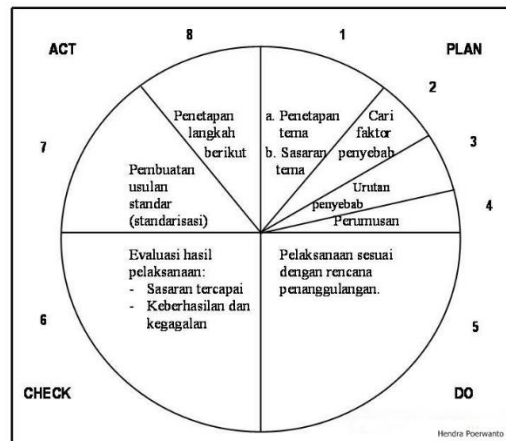 8
1
ACT
PLAN
2
3
4
5
6
7
Penetapan
langkah
berikut
a. Penetapan
tema
b. Sasaran
tema
Cari
faktor
penyebab
Urutan
penyebab
Perumusan
Pembuatan
usulan
standar
(standarisasi)
Evaluasi hasil
pelaksanaan:
- Sasaran tercapai
- Keberhasilan dan
kegagalan
Pelaksanaan sesuai
dengan rencana
penanggulangan.
CHECK
DO
Hendra Poerwanto